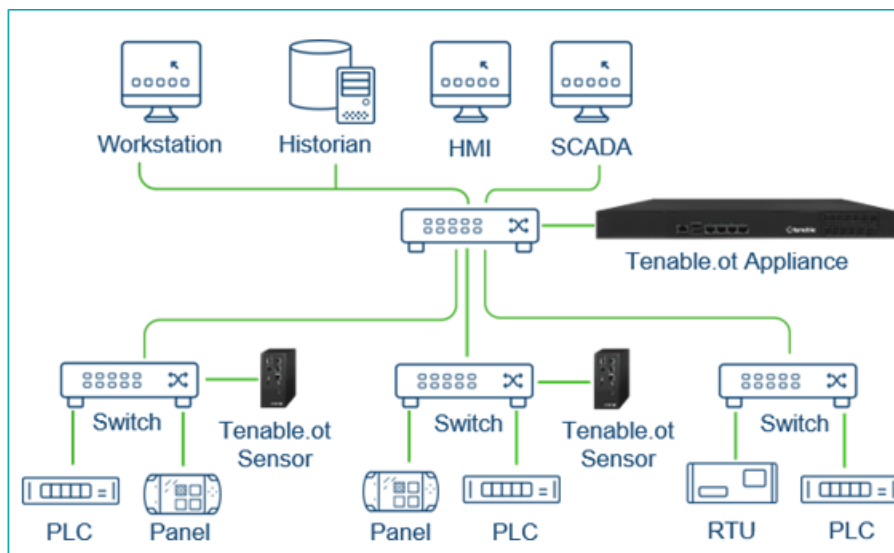 Workstation
Historian
HMI
SCADA
tenable
Tenable.ot Appliance
Switch
Tenable.ot
Sensor
Switch
Tenable.ot
Sensor
Switch
PLC
Panel
Panel
PLC
RTU
PLC